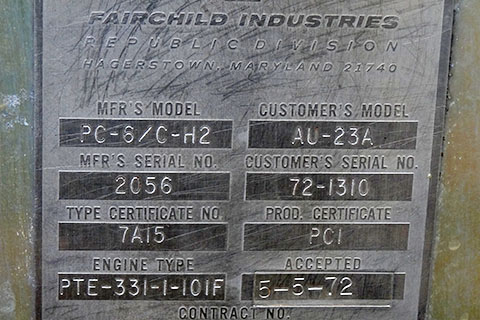 FAIRCHILD INDUSTRIES
REPUBLIC DIVISION
HAGERSTOWN, MARYLAND 21740
MFR'S MODEL CUSTOMER'S MODEL
PC-6/C-H2 AU-23A
MFR'S SERIAL NO. CUSTOMER'S SERIAL NO.
2056 72-1310
TYPE CERTIFICATE NO. PROD. CERTIFICATE
7A15 PC1
ENGINE TYPE ACCEPTED
PTE-331-1-101F 5-5-72
CONTRACT NO.